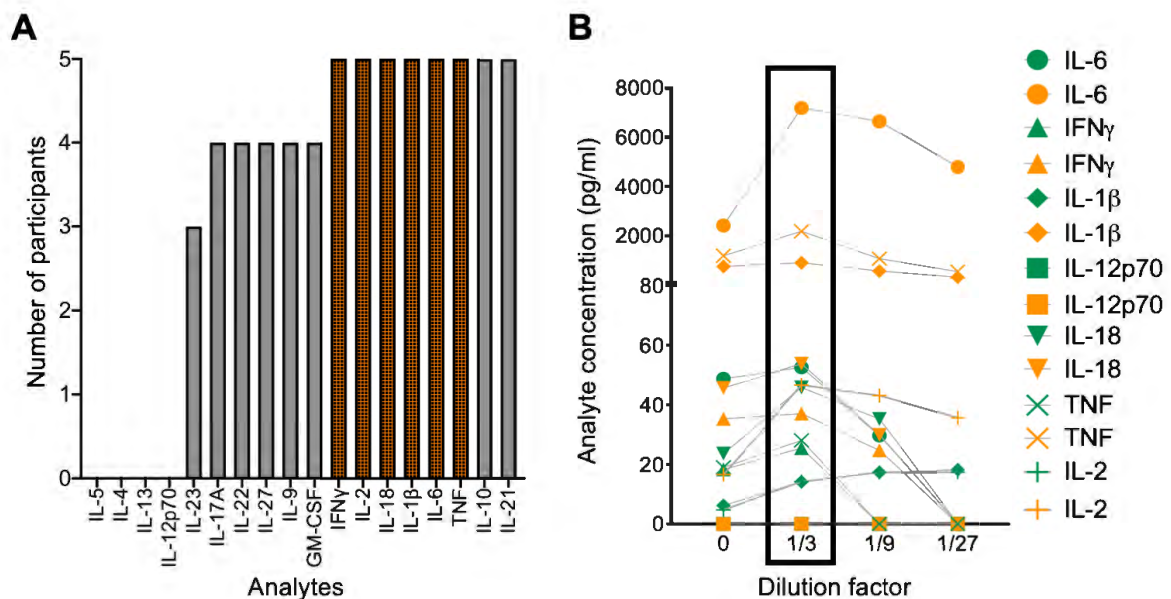 A
Number of participants
5
4
3
2
1
0
IL-5
IL-4
IL-13
IL-12p70
IL-23
IL-17A
IL-22
IL-27
IL-9
GM-CSF
IFNγ
IL-2
IL-18
IL-1β
IL-6
TNF
IL-10
IL-21
Analytes
B
Analyte concentration (pg/ml)
8000
6000
4000
2000
80
60
40
20
0
0
1/3
1/9
1/27
Dilution factor
IL-6
IL-6
IFNγ
IFNγ
IL-1β
IL-1β
IL-12p70
IL-12p70
IL-18
IL-18
TNF
TNF
IL-2
IL-2